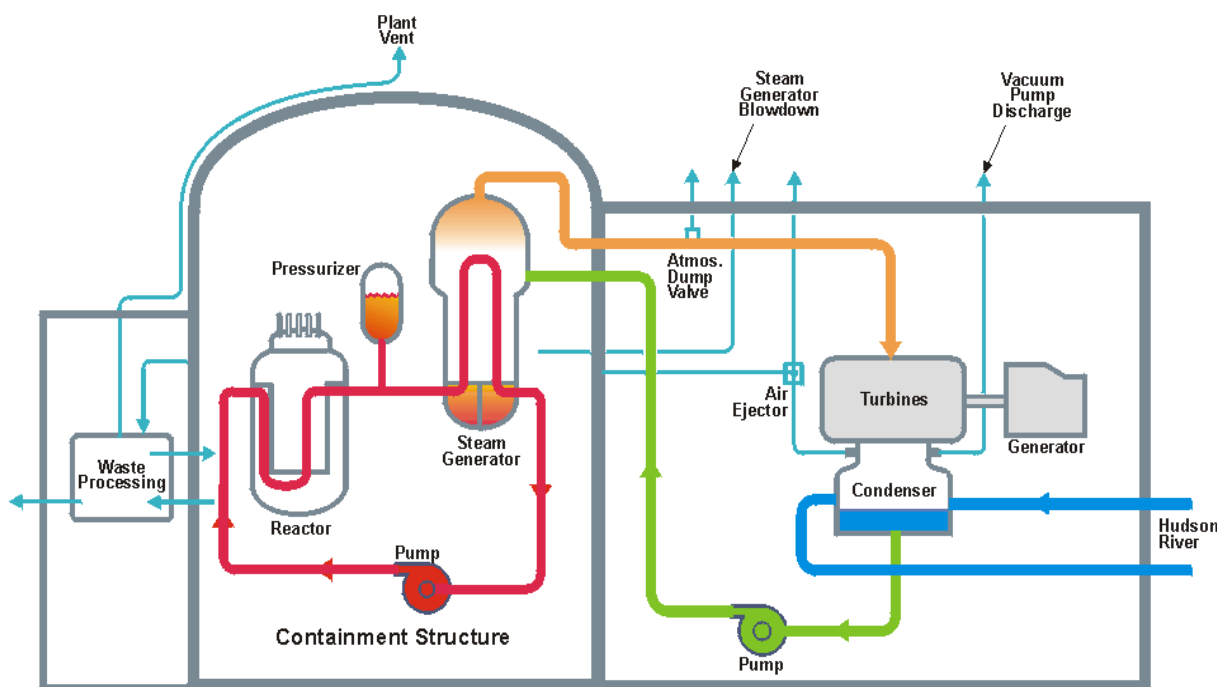 Plant
Vent
Steam
Generator
Blowdown
Vacuum
Pump
Discharge
Pressurizer
Atmos.
Dump
Valve
Air
Ejector
Turbines
Generator
Steam
Generator
Waste
Processing
Reactor
Condenser
Hudson
River
Pump
Containment Structure
Pump